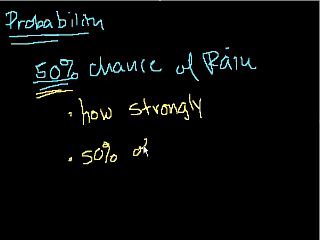 Probability
50% chance of Rain
• how strongly
• 50% of